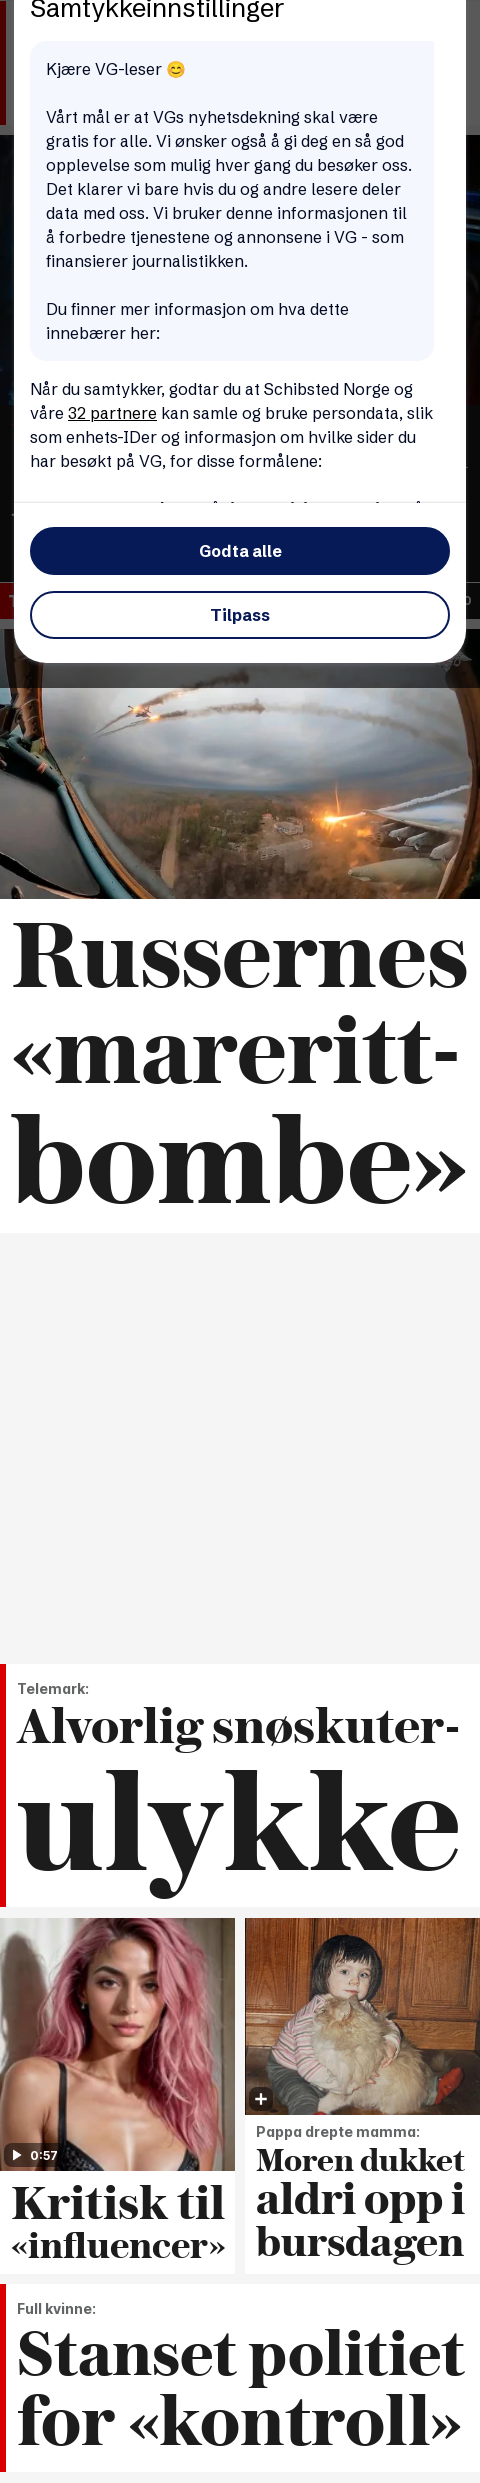 Samtykkeinnstillinger
Kjære VG-leser 😊
Vårt mål er at VGs nyhetsdekning skal være
gratis for alle. Vi ønsker også å gi deg en så god
opplevelse som mulig hver gang du besøker oss.
Det klarer vi bare hvis du og andre lesere deler
data med oss. Vi bruker denne informasjonen til
å forbedre tjenestene og annonsene i VG - som
finansierer journalistikken.
Du finner mer informasjon om hva dette
innebærer her:
Når du samtykker, godtar du at Schibsted Norge og
våre 32 partnere kan samle og bruke persondata, slik
som enhets-IDer og informasjon om hvilke sider du
har besøkt på VG, for disse formålene:
Godta alle
Tilpass
Russernes
«mareritt-
bombe»
Telemark:
Alvorlig snøskuter-
ulykke
0:57
Kritisk til
«influencer»
Pappa drepte mamma:
Moren dukket
aldri opp i
bursdagen
Full kvinne:
Stanset politiet
for «kontroll»